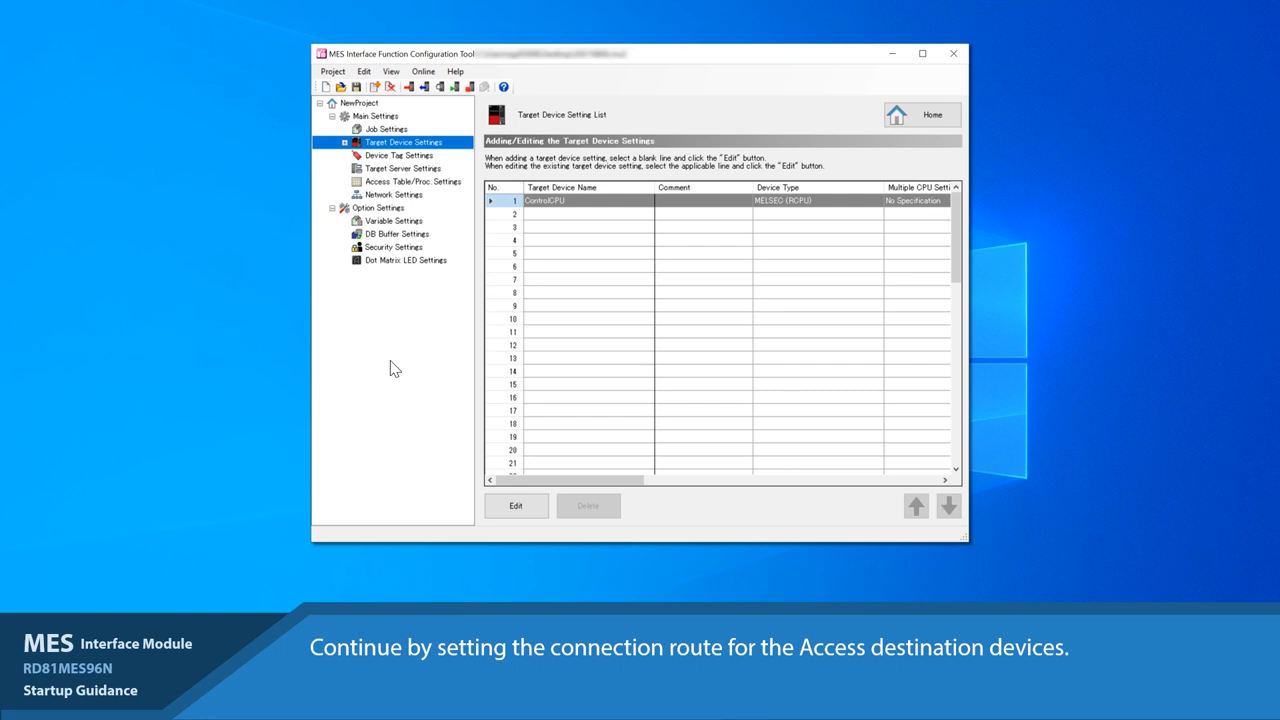 MES Interface Function Configuration Tool
Project Edit View Online Help
NewProject
Main Settings
Job Settings
Target Device Settings
Device Tag Settings
Target Server Settings
Access Table/Proc. Settings
Network Settings
Option Settings
Variable Settings
DB Buffer Settings
Security Settings
Dot Matrix LED Settings
Target Device Setting List
Home
Adding/Editing the Target Device Settings
When adding a target device setting, select a blank line and click the "Edit" button.
When editing the existing target device setting, select the applicable line and click the "Edit" button.
No. Target Device Name Comment Device Type Multiple CPU Setti
1 ControlCPU MELSEC (RCPU) No Specification
2
3
4
5
6
7
8
9
10
11
12
13
14
15
16
17
18
19
20
21
Edit Delete
MES Interface Module
RD81MES96N
Startup Guidance
Continue by setting the connection route for the Access destination devices.